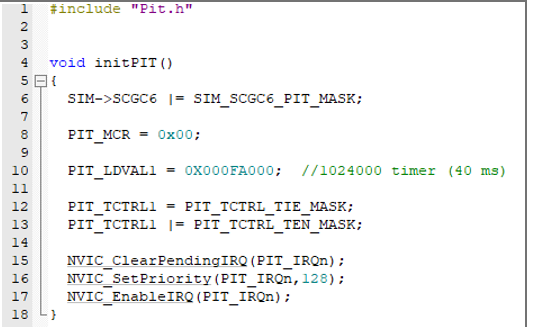 1 #include "Pit.h"
2
3
4 void initPIT()
5 {
6 SIM->SCGC6 |= SIM_SCGC6_PIT_MASK;
7
8 PIT_MCR = 0x00;
9
10 PIT_LDVAL1 = 0X000FA000; //1024000 timer (40 ms)
11
12 PIT_TCTRL1 = PIT_TCTRL_TIE_MASK;
13 PIT_TCTRL1 |= PIT_TCTRL_TEN_MASK;
14
15 NVIC_ClearPendingIRQ(PIT_IRQn);
16 NVIC_SetPriority(PIT_IRQn,128);
17 NVIC_EnableIRQ(PIT_IRQn);
18 }